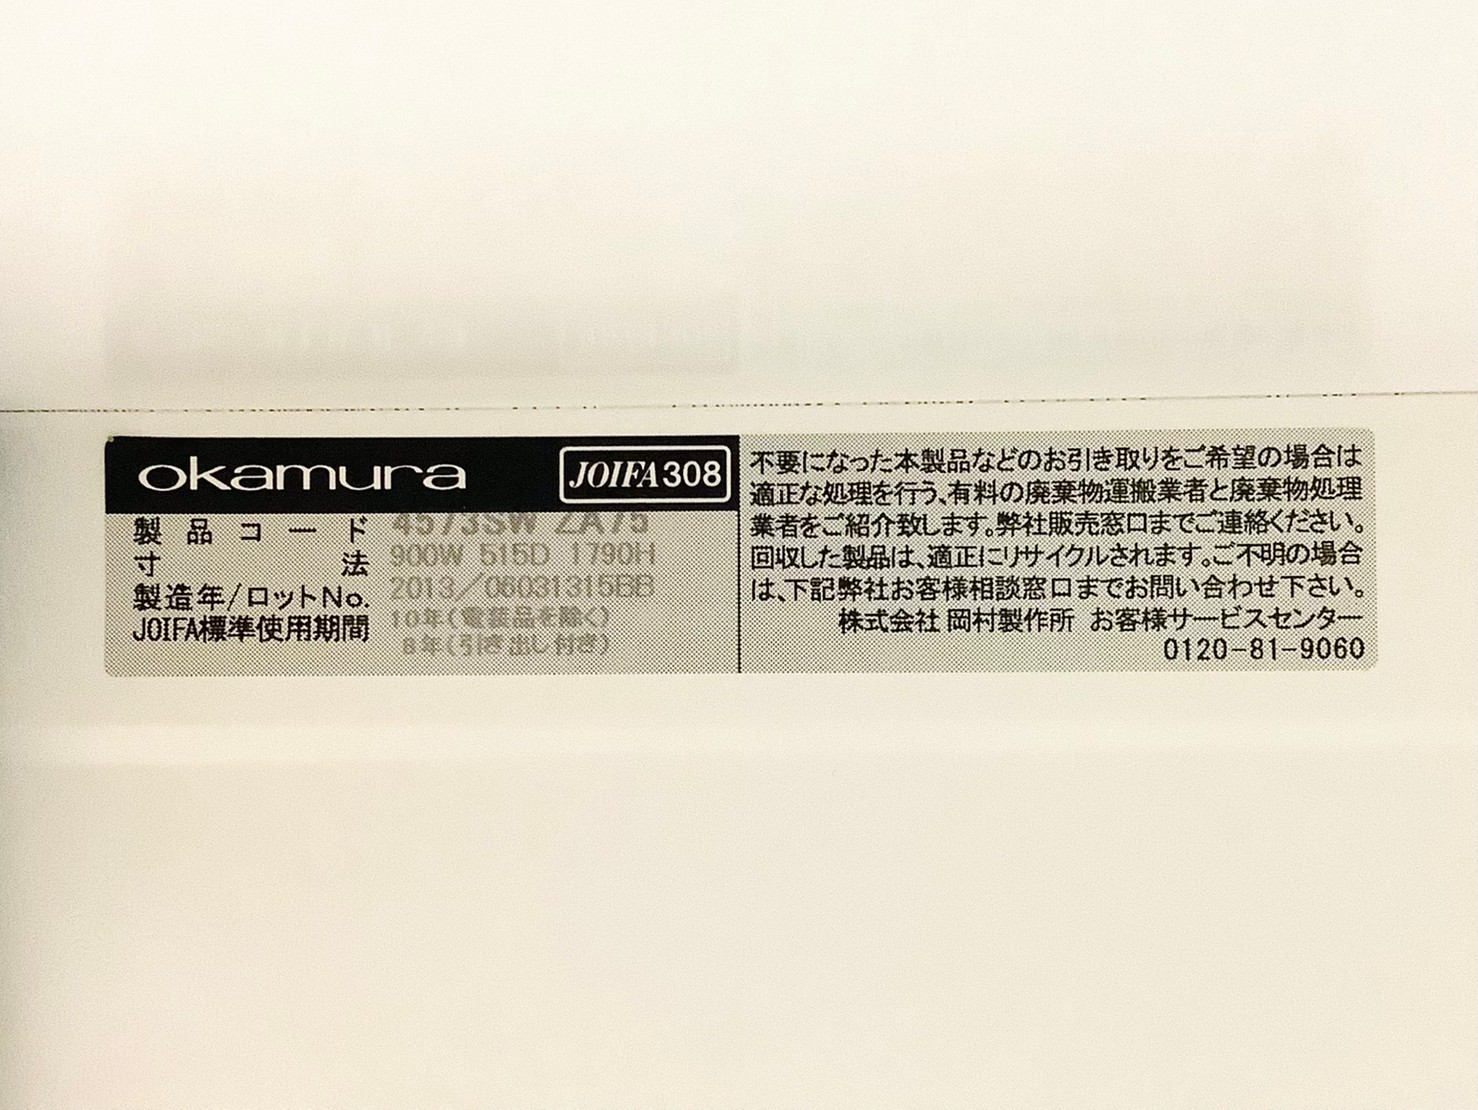 okamura
JOIFA308
製品コード 4573SW ZA75
寸法 900W 515D 1790H
製造年/ロットNo. 2013/06031315BB
JOIFA標準使用期間 10年(電装品を除く)
8年(引き出し付き)
不要になった本製品などのお引き取りをご希望の場合は
適正な処理を行う、有料の廃棄物運搬業者と廃棄物処理
業者をご紹介致します。弊社販売窓口までご連絡ください。
回収した製品は、適正にリサイクルされます。ご不明の場合
は、下記弊社お客様相談窓口までお問い合わせ下さい。
株式会社 岡村製作所 お客様サービスセンター
0120-81-9060